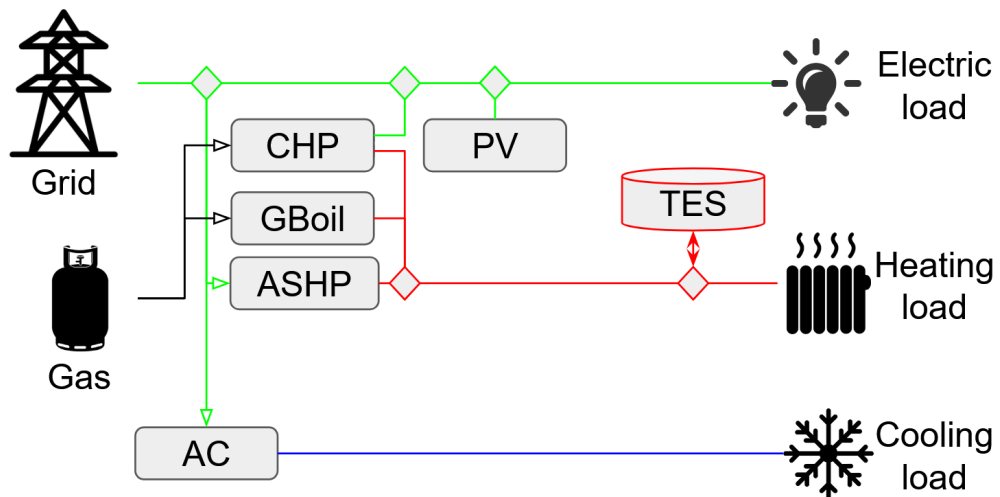 Grid
Gas
CHP
PV
GBoil
ASHP
TES
AC
Electric
load
Heating
load
Cooling
load